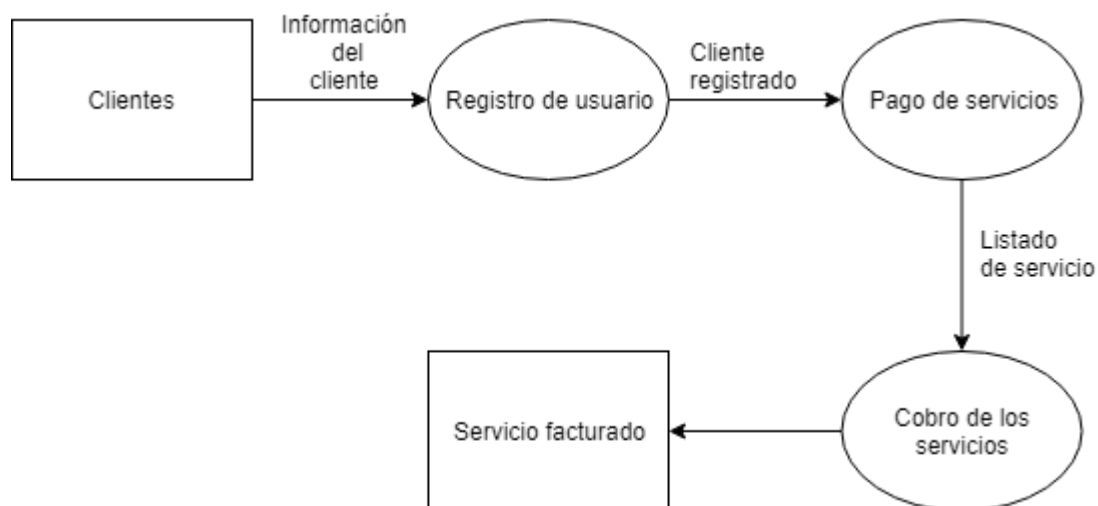 Clientes
Información
del
cliente
Registro de usuario
Cliente
registrado
Pago de servicios
Listado
de servicio
Cobro de los
servicios
Servicio facturado